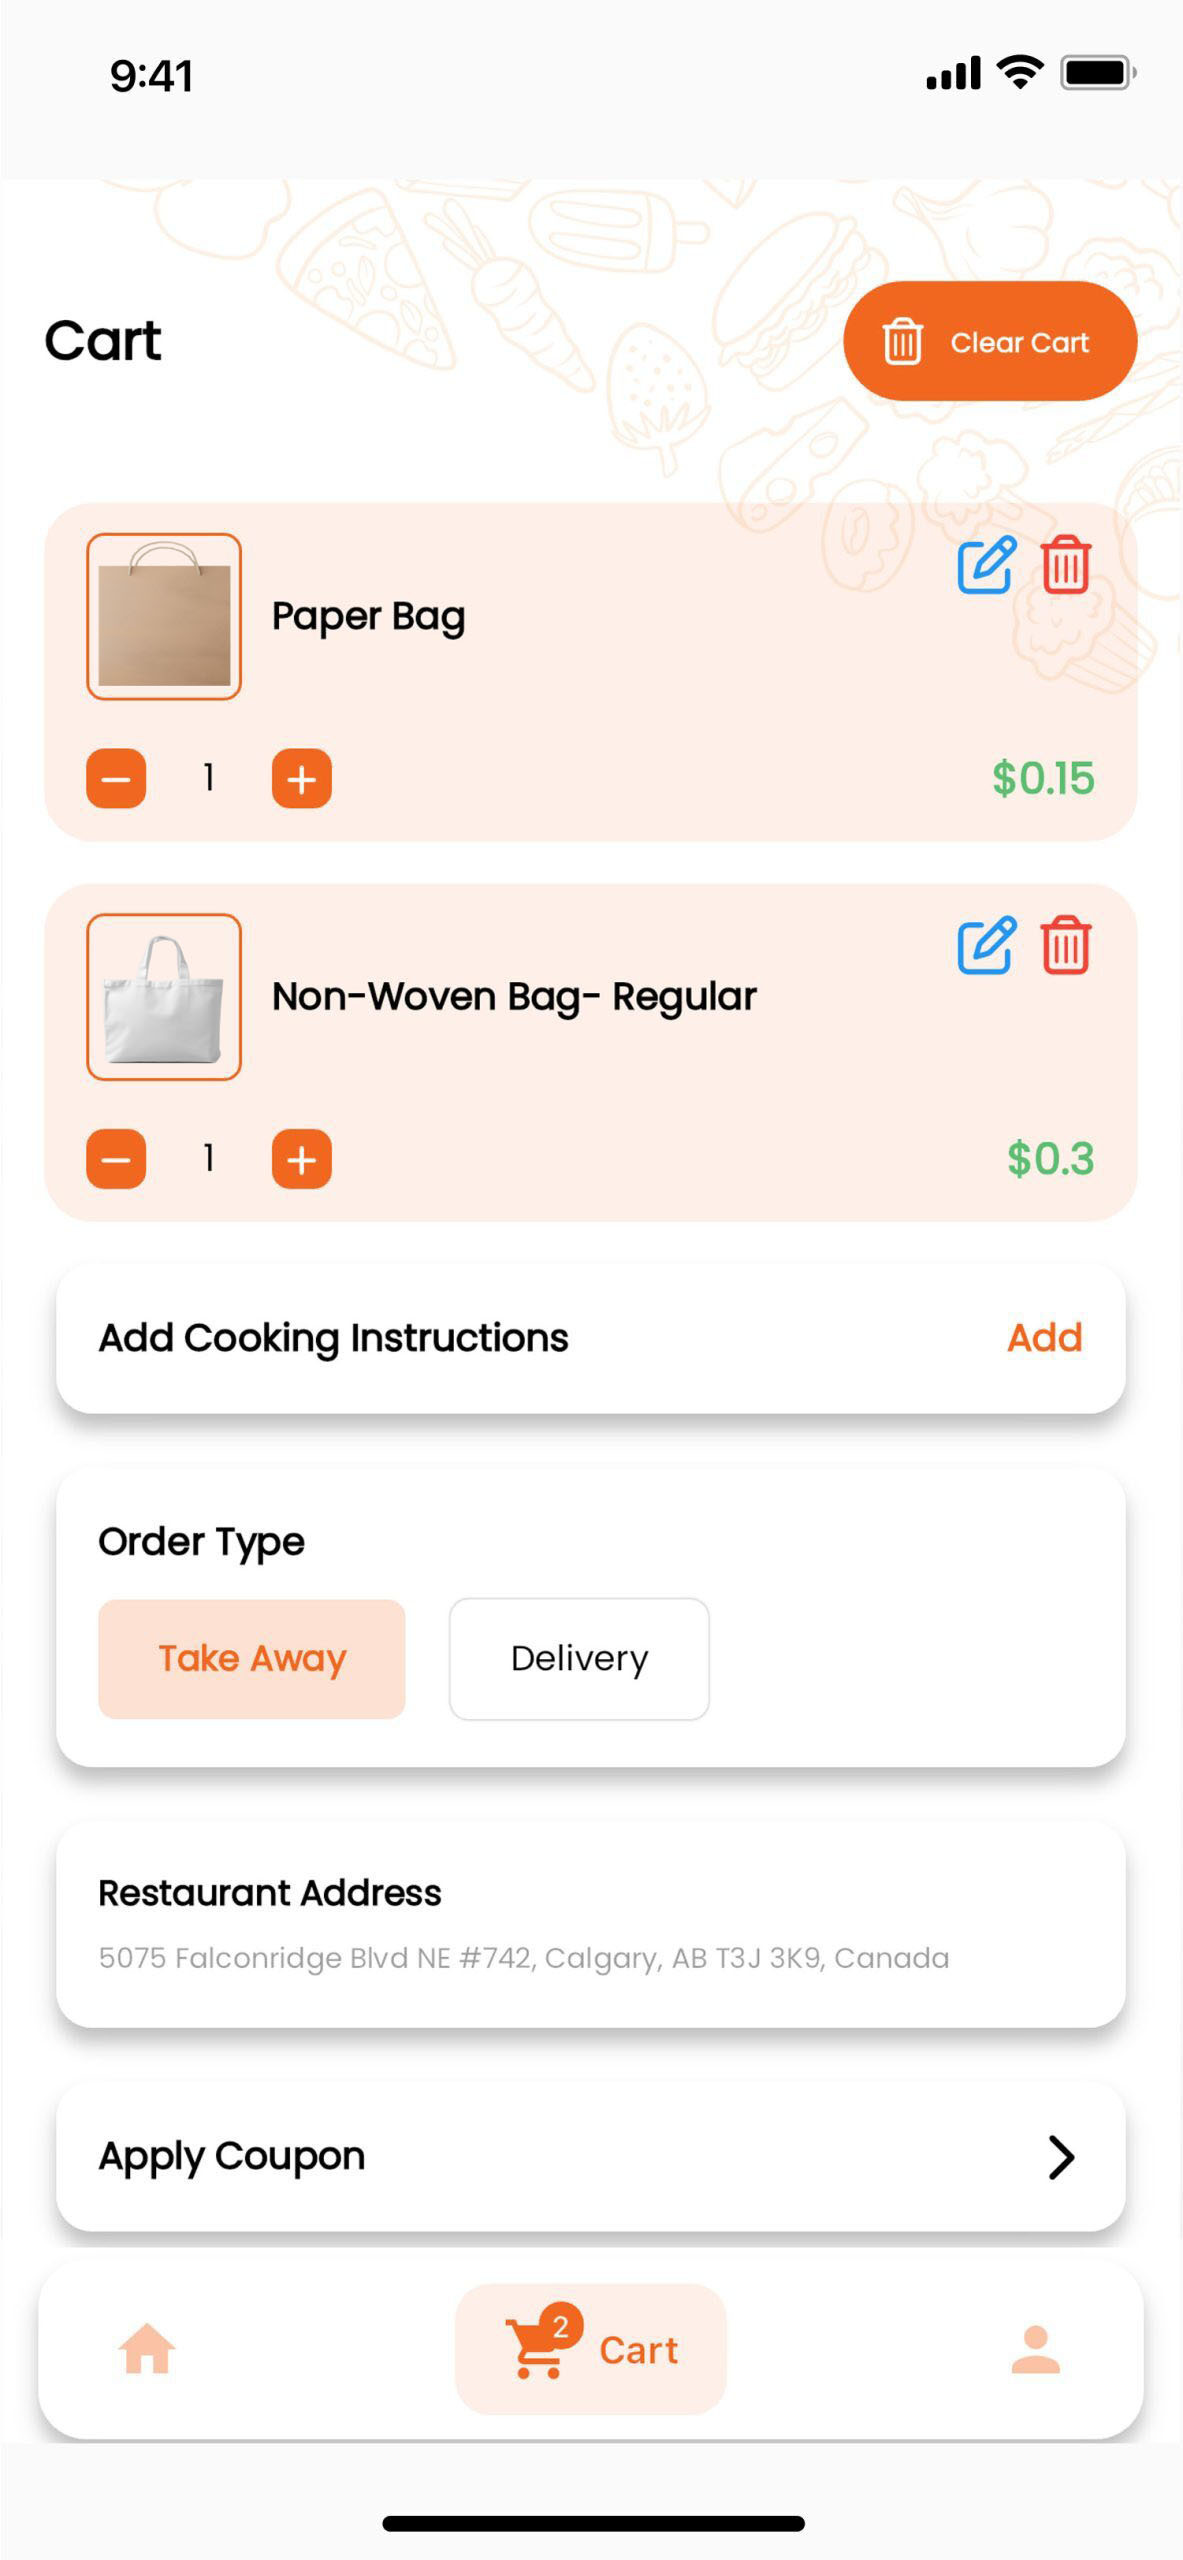 9:41
Cart
Clear Cart
Paper Bag
1
$0.15
Non-Woven Bag- Regular
1
$0.3
Add Cooking Instructions
Add
Order Type
Take Away
Delivery
Restaurant Address
5075 Falconridge Blvd NE #742, Calgary, AB T3J 3K9, Canada
Apply Coupon
2
Cart